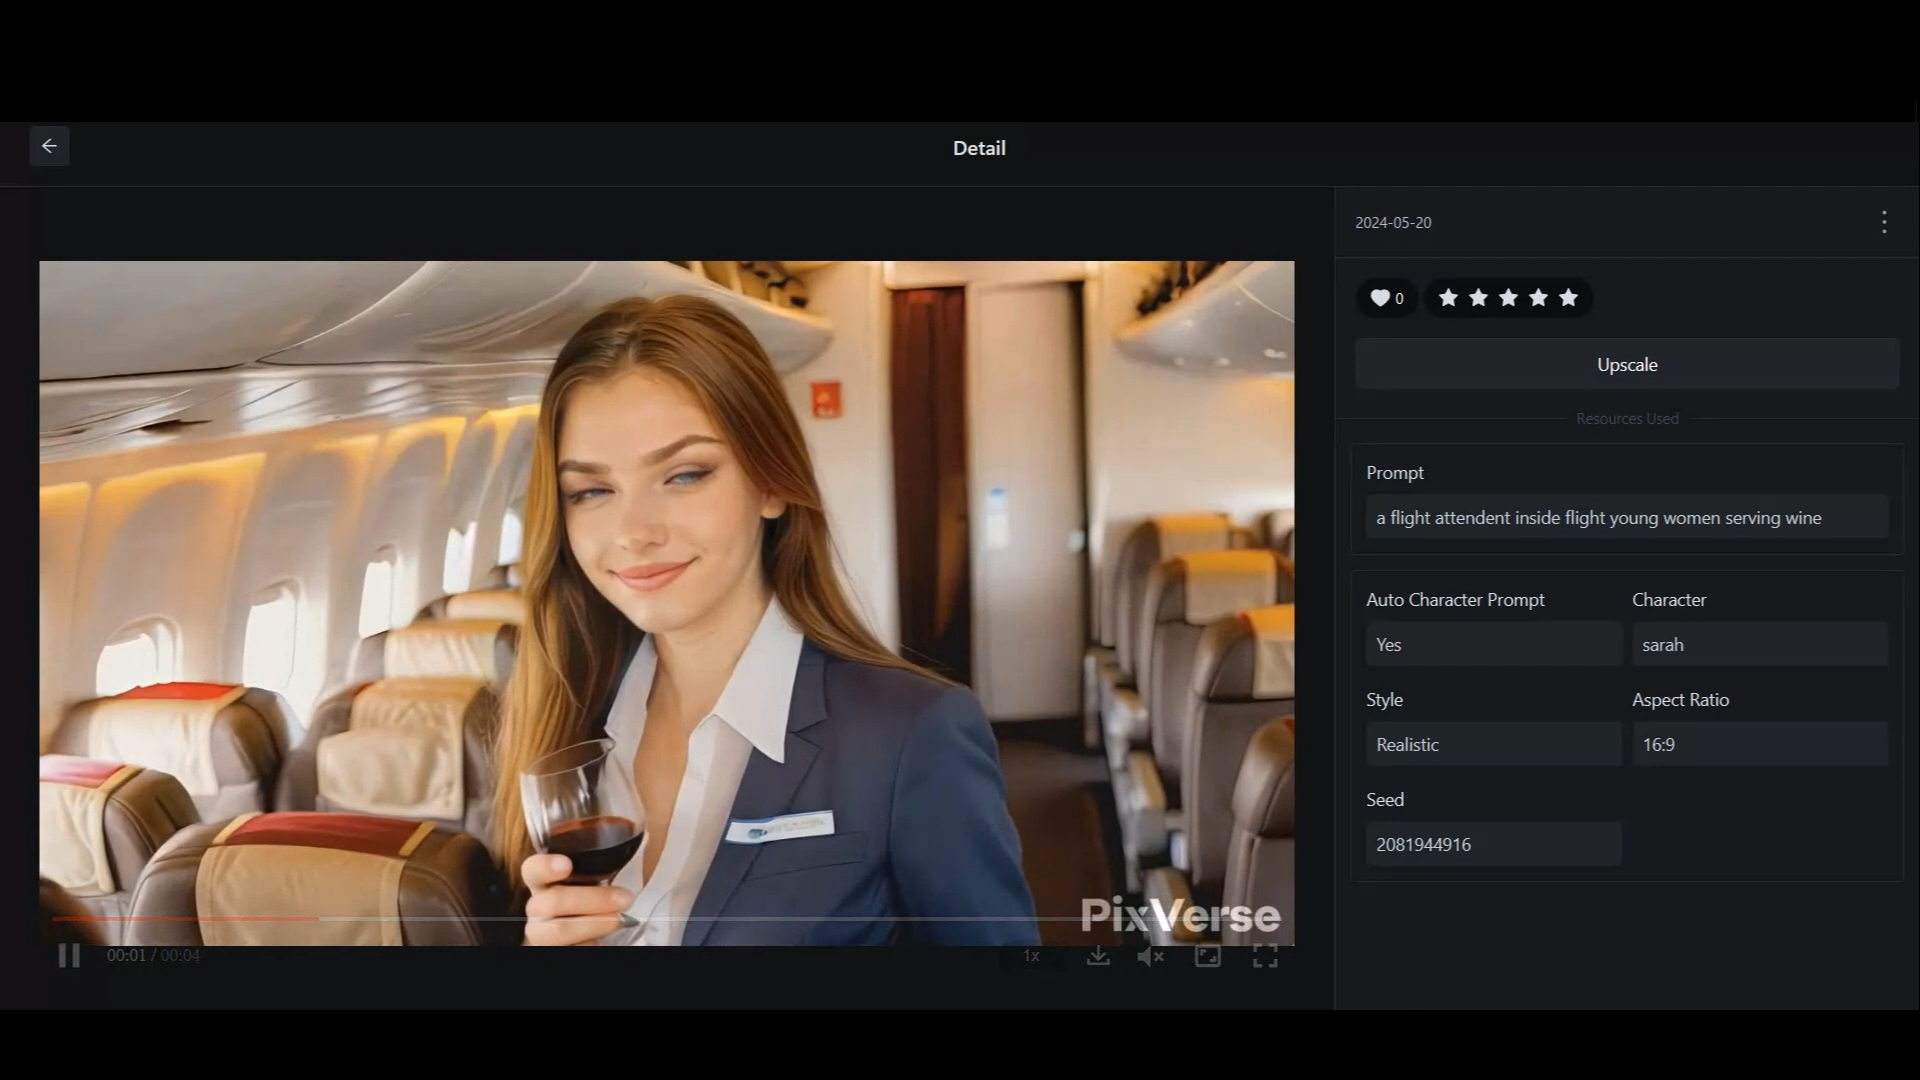 Detail
2024-05-20
0
Upscale
Resources Used
Prompt
a flight attendent inside flight young women serving wine
Auto Character Prompt
Character
Yes
sarah
Style
Aspect Ratio
Realistic
16:9
Seed
2081944916
PixVerse
00:01 / 00:04
1x